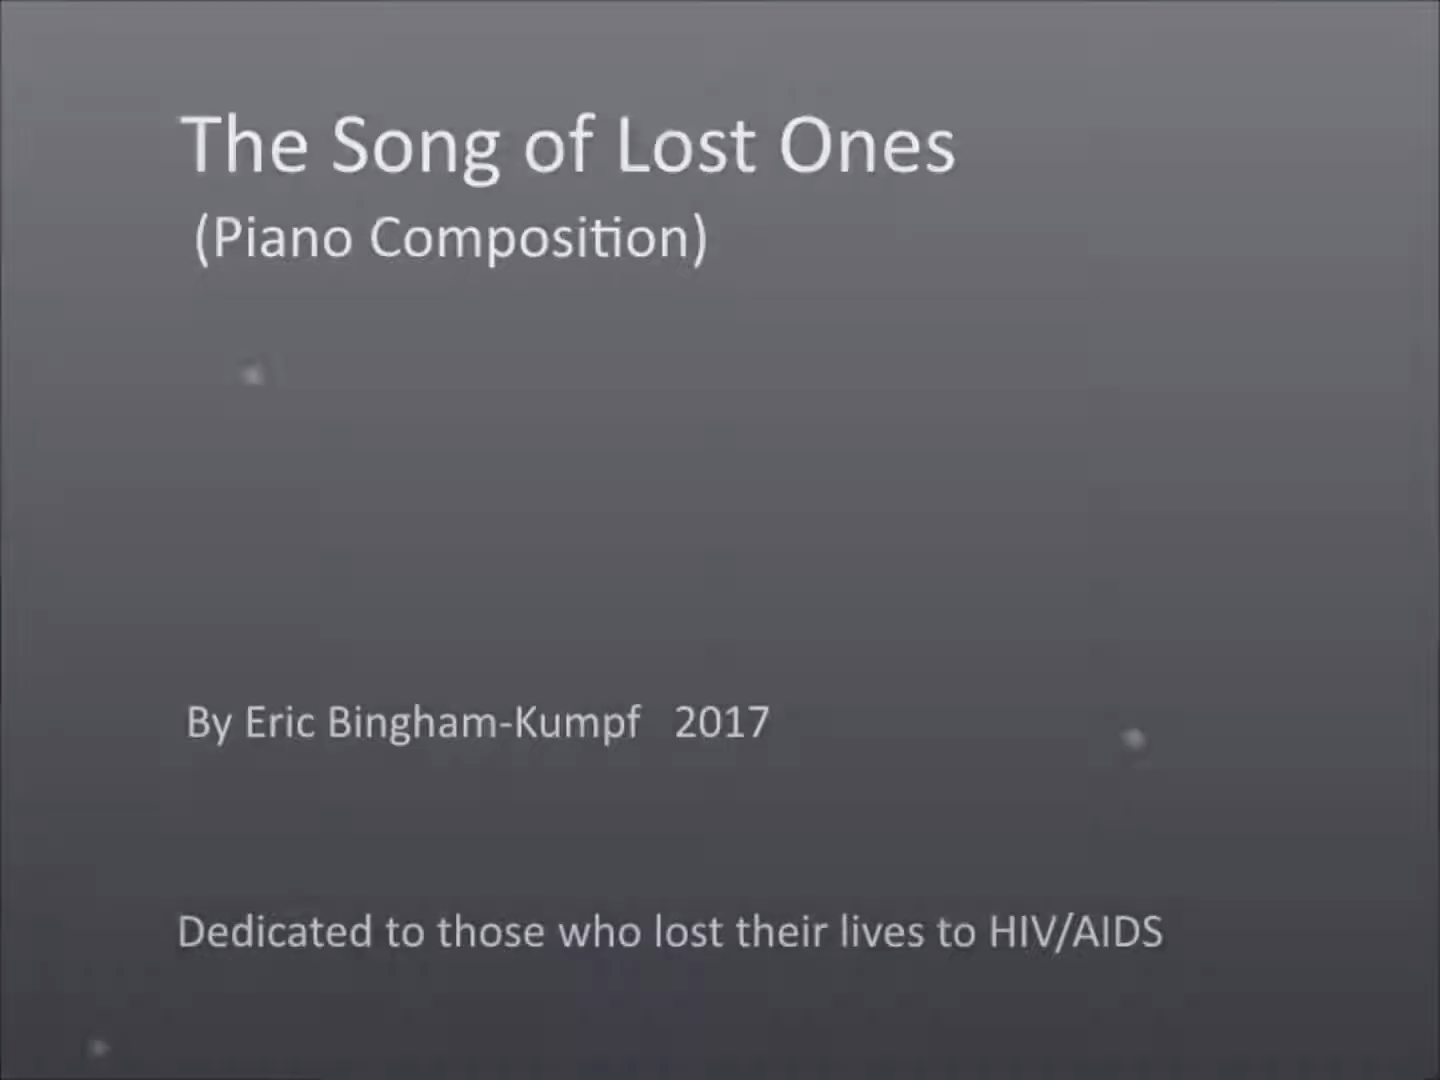 The Song of Lost Ones
(Piano Composition)
By Eric Bingham-Kumpf 2017
Dedicated to those who lost their lives to HIV/AIDS